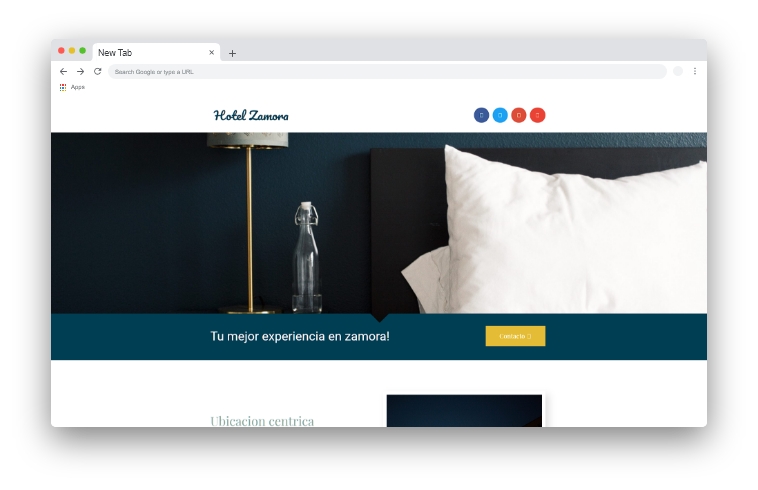 New Tab
Search Google or type a URL
Apps
Hotel Zamora
Tu mejor experiencia en zamora!
Contacto
Ubicacion centrica